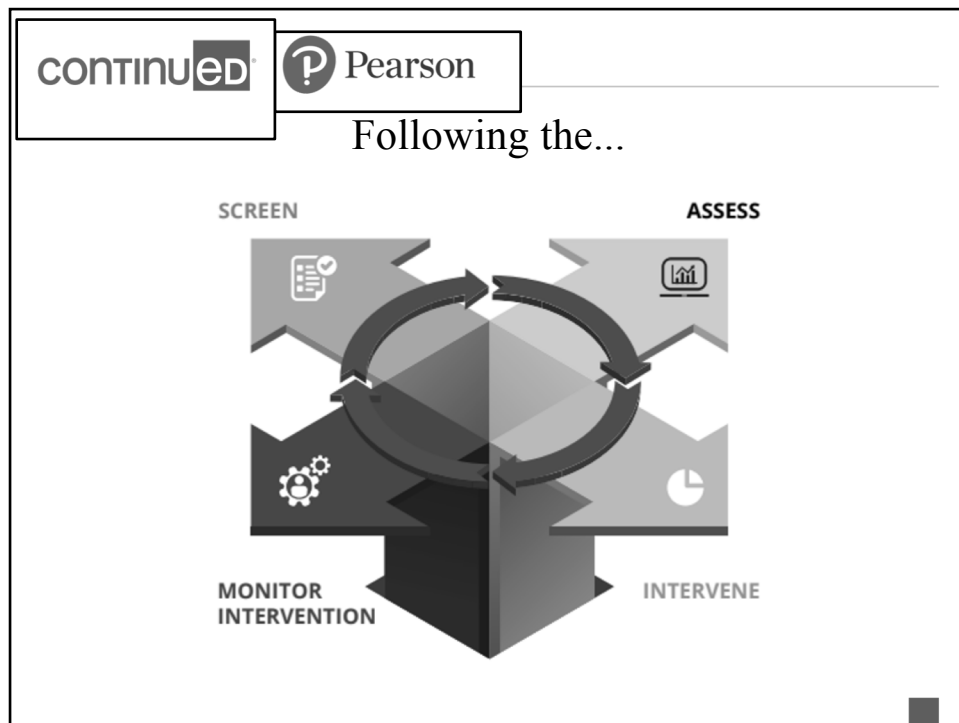 continued
Pearson
Following the...
SCREEN
ASSESS
MONITOR
INTERVENTION
INTERVENE